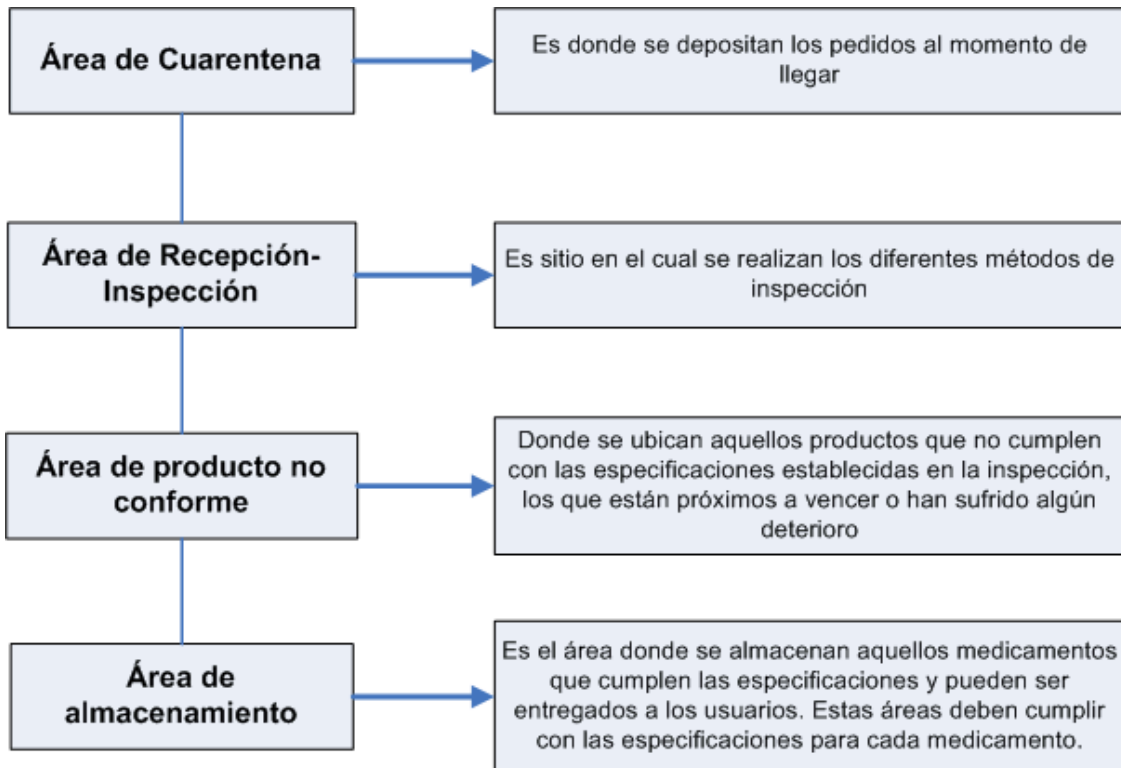 Área de Cuarentena
Es donde se depositan los pedidos al momento de
llegar
Área de Recepción-
Inspección
Es sitio en el cual se realizan los diferentes métodos de
inspección
Área de producto no
conforme
Donde se ubican aquellos productos que no cumplen
con las especificaciones establecidas en la inspección,
los que están próximos a vencer o han sufrido algún
deterioro
Área de
almacenamiento
Es el área donde se almacenan aquellos medicamentos
que cumplen las especificaciones y pueden ser
entregados a los usuarios. Estas áreas deben cumplir
con las especificaciones para cada medicamento.